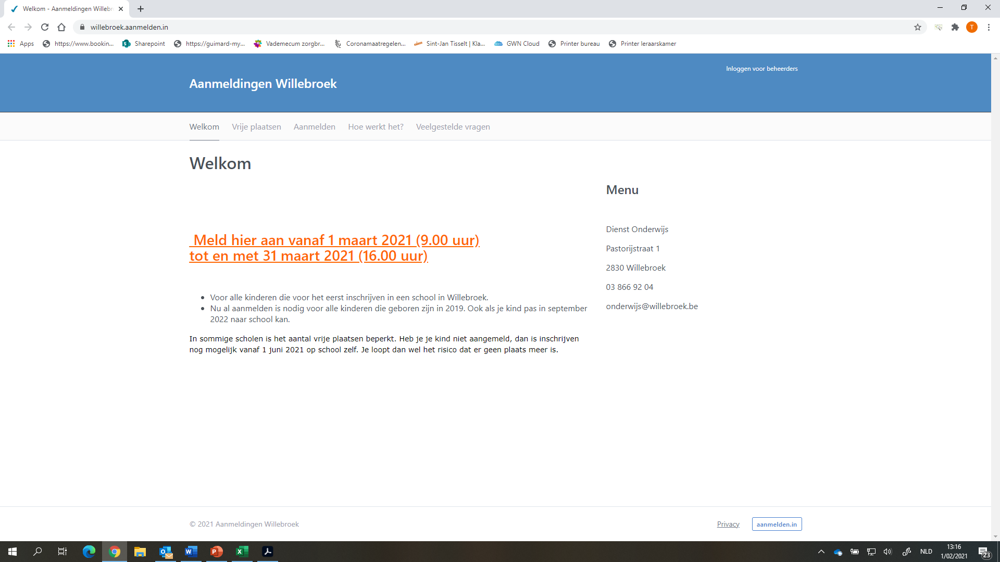 Welkom - Aanmeldingen Willebr
willebroek.aanmelden.in
T
Apps
https://www.bookin...
Sharepoint
https://guimard-my...
Vademecum zorgbr...
Coronamaatregelen...
Sint-Jan Tisselt | Kla...
GWN Cloud
Printer bureau
Printer leraarskamer
Inloggen voor beheerders
Aanmeldingen Willebroek
Welkom
Vrije plaatsen
Aanmelden
Hoe werkt het?
Veelgestelde vragen
Welkom
Meld hier aan vanaf 1 maart 2021 (9.00 uur)
tot en met 31 maart 2021 (16.00 uur)
• Voor alle kinderen die voor het eerst inschrijven in een school in Willebroek.
• Nu al aanmelden is nodig voor alle kinderen die geboren zijn in 2019. Ook als je kind pas in september
2022 naar school kan.
In sommige scholen is het aantal vrije plaatsen beperkt. Heb je je kind niet aangemeld, dan is inschrijven
nog mogelijk vanaf 1 juni 2021 op school zelf. Je loopt dan wel het risico dat er geen plaats meer is.
Menu
Dienst Onderwijs
Pastorijstraat 1
2830 Willebroek
03 866 92 04
onderwijs@willebroek.be
© 2021 Aanmeldingen Willebroek
Privacy
aanmelden.in
NLD
13:16
1/02/2021
23